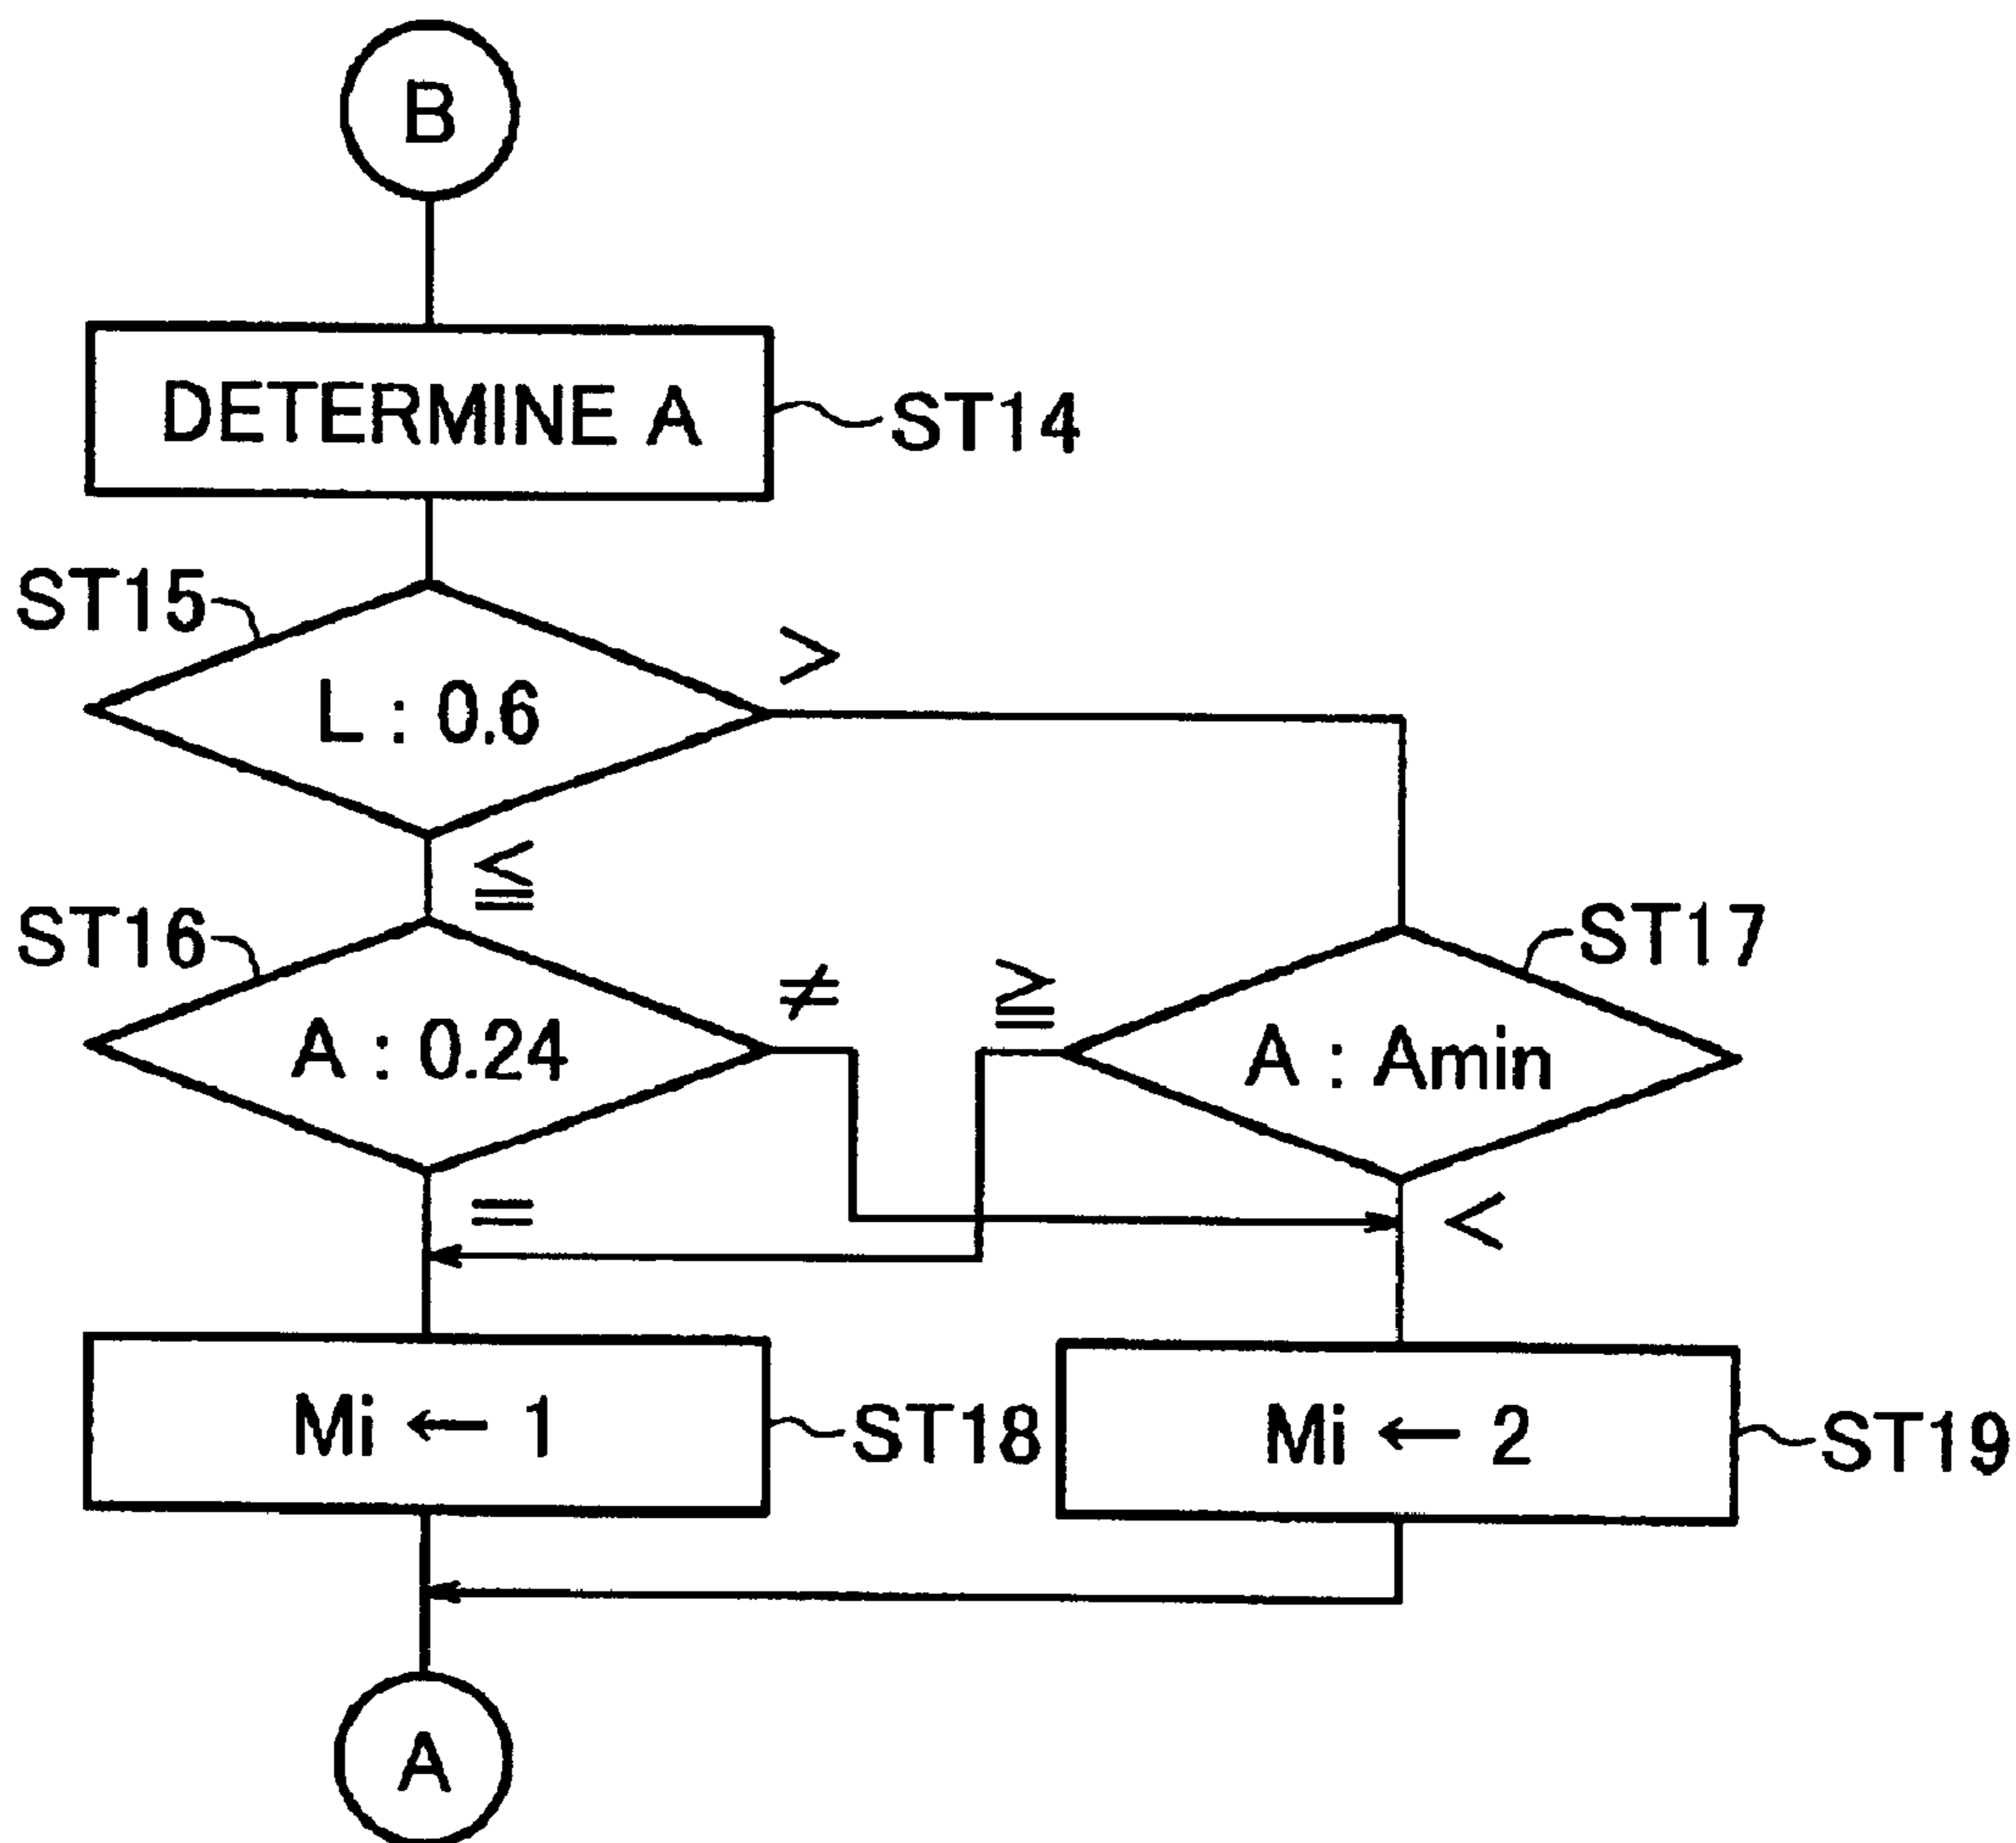 B
DETERMINE A
ST14
ST15
L : 0.6
>
≦
ST16
A : 0.24
≠
≧
ST17
A : Amin
=
<
Mi ← 1
ST18
Mi ← 2
ST19
A